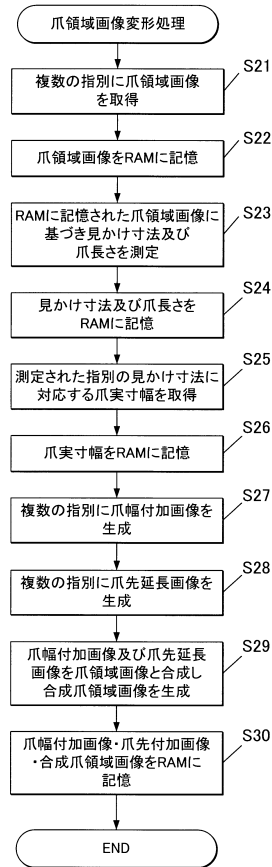 爪領域画像変形処理
S21
複数の指別に爪領域画像
を取得
S22
爪領域画像をRAMに記憶
S23
RAMに記憶された爪領域画像に
基づき見かけ寸法及び
爪長さを測定
S24
見かけ寸法及び爪長さを
RAMに記憶
S25
測定された指別の見かけ寸法に
対応する爪実寸幅を取得
S26
爪実寸幅をRAMに記憶
S27
複数の指別に爪幅付加画像を
生成
S28
複数の指別に爪先延長画像を
生成
S29
爪幅付加画像及び爪先延長
画像を爪領域画像と合成し
合成爪領域画像を生成
S30
爪幅付加画像・爪先付加画像
・合成爪領域画像をRAMに
記憶
END